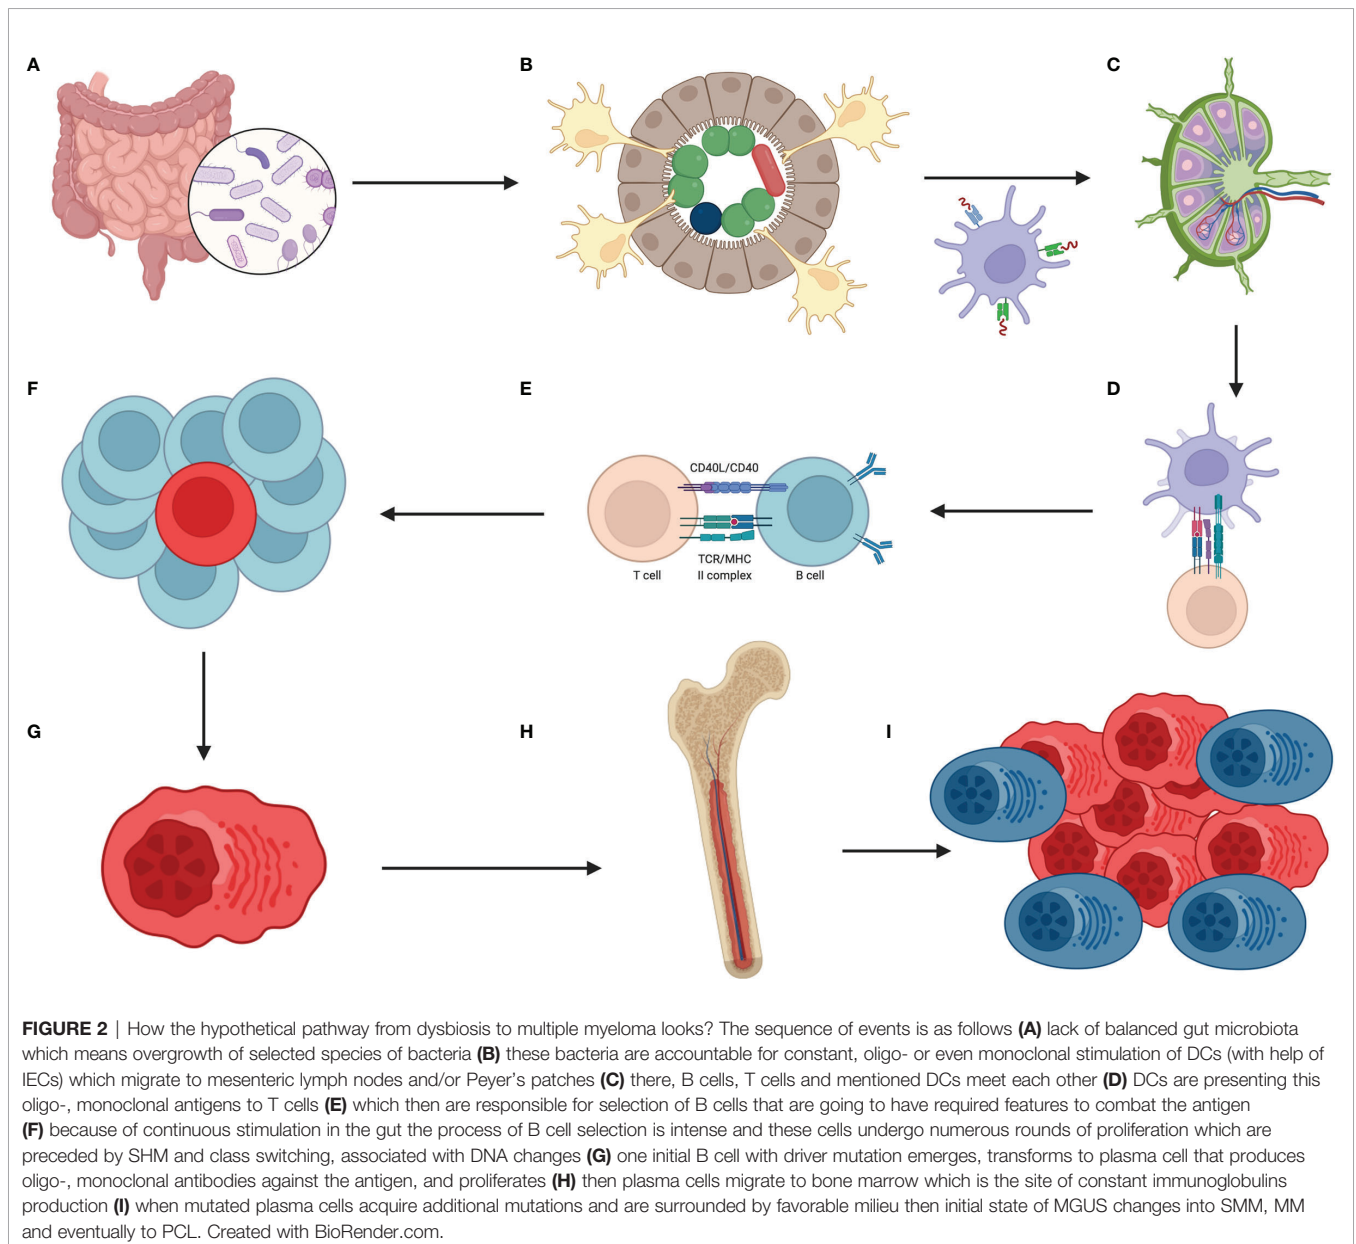 A
B
C
F
E
D
CD40L/CD40
TCR/MHC
T cell
II complex
B cell
G
H
I
FIGURE 2 | How the hypothetical pathway from dysbiosis to multiple myeloma looks? The sequence of events is as follows (A) lack of balanced gut microbiota
which means overgrowth of selected species of bacteria (B) these bacteria are accountable for constant, oligo- or even monoclonal stimulation of DCs (with help of
IECs) which migrate to mesenteric lymph nodes and/or Peyer's patches (C) there, B cells, T cells and mentioned DCs meet each other (D) DCs are presenting this
oligo-, monoclonal antigens to T cells (E) which then are responsible for selection of B cells that are going to have required features to combat the antigen
(F) because of continuous stimulation in the gut the process of B cell selection is intense and these cells undergo numerous rounds of proliferation which are
preceded by SHM and class switching, associated with DNA changes (G) one initial B cell with driver mutation emerges, transforms to plasma cell that produces
oligo-, monoclonal antibodies against the antigen, and proliferates (H) then plasma cells migrate to bone marrow which is the site of constant immunoglobulins
production (I) when mutated plasma cells acquire additional mutations and are surrounded by favorable milieu then initial state of MGUS changes into SMM, MM
and eventually to PCL. Created with BioRender.com.